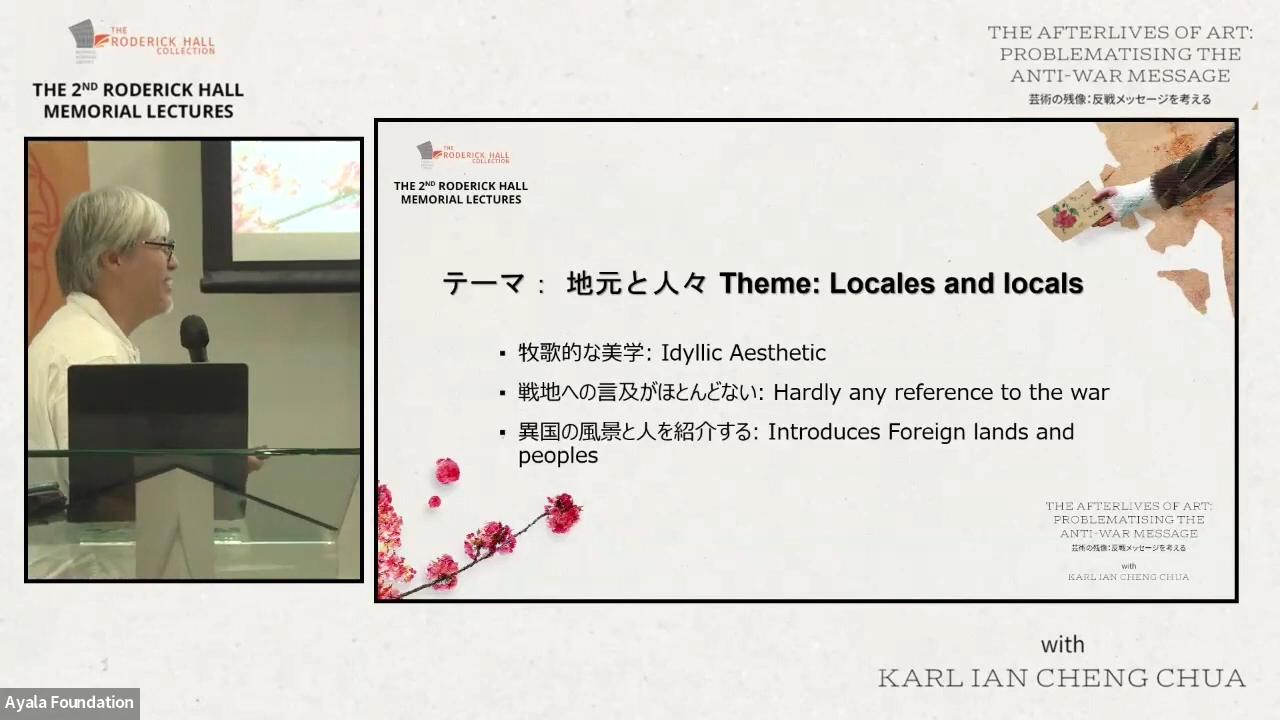 THE
RODERICK HALL
COLLECTION
THE 2ND RODERICK HALL
MEMORIAL LECTURES
THE AFTERLIVES OF ART:
PROBLEMATISING THE
ANTI-WAR MESSAGE
芸術の残像：反戦メッセージを考える
THE
RODERICK HALL
COLLECTION
THE 2ND RODERICK HALL
MEMORIAL LECTURES
テーマ： 地元と人々 Theme: Locales and locals
▪ 牧歌的な美学: Idyllic Aesthetic
▪ 戦地への言及がほとんどない: Hardly any reference to the war
▪ 異国の風景と人を紹介する: Introduces Foreign lands and
peoples
THE AFTERLIVES OF ART:
PROBLEMATISING THE
ANTI-WAR MESSAGE
芸術の残像：反戦メッセージを考える
with
KARL IAN CHENG CHUA
with
KARL IAN CHENG CHUA
Ayala Foundation